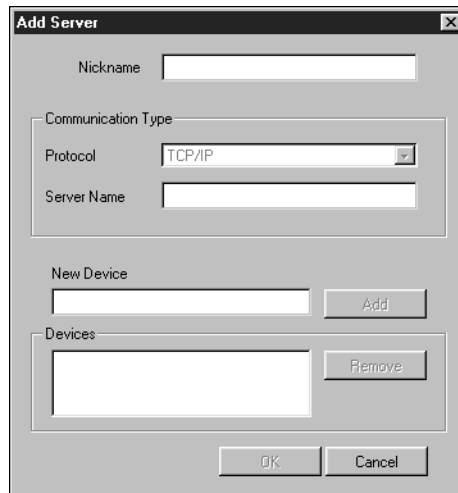 Add Server
Nickname
Communication Type
Protocol
TCP/IP
Server Name
New Device
Add
Devices
Remove
OK
Cancel